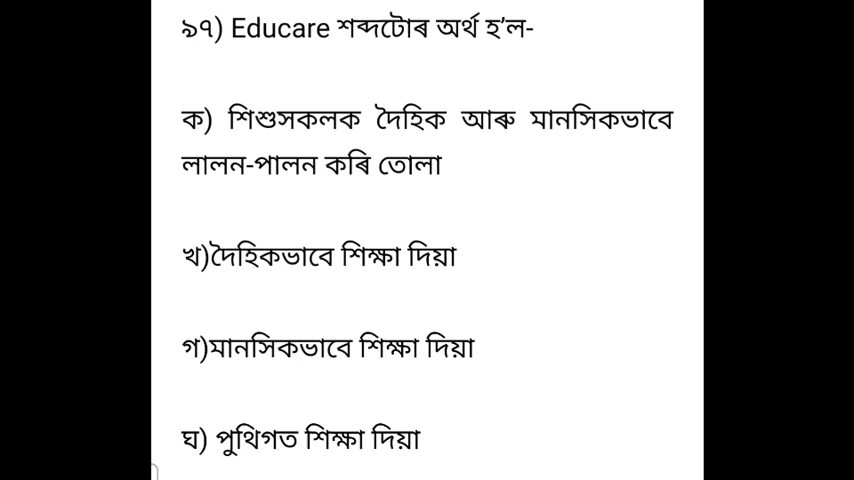 ৯৭) Educare শব্দটোৰ অৰ্থ হ'ল-
ক) শিশুসকলক দৈহিক আৰু মানসিকভাবে
লালন-পালন কৰি তোলা
খ)দৈহিকভাবে শিক্ষা দিয়া
গ)মানসিকভাবে শিক্ষা দিয়া
ঘ) পুথিগত শিক্ষা দিয়া